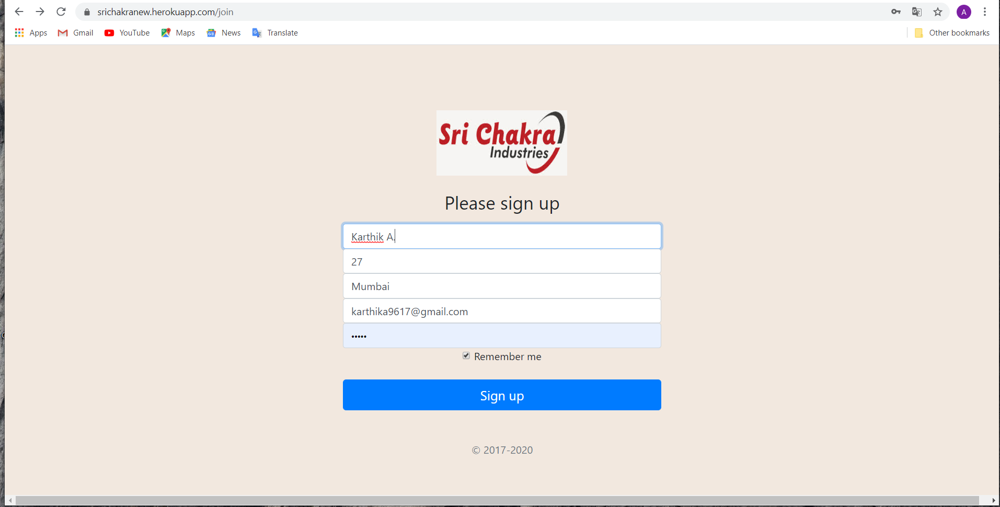 srichakranew.herokuapp.com/join
A
Apps Gmail YouTube Maps News Translate Other bookmarks
Sri Chakra
Industries
Please sign up
Karthik A.
27
Mumbai
karthika9617@gmail.com
•••••
Remember me
Sign up
© 2017-2020